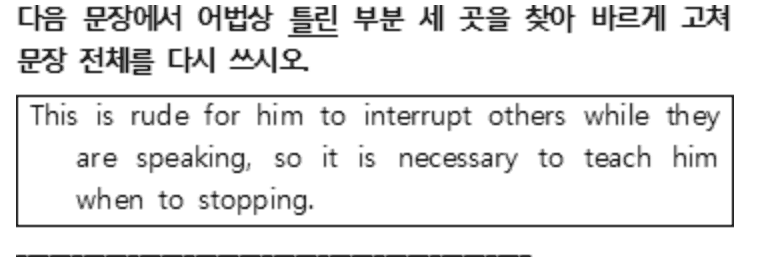 다음 문장에서 어법상 틀린 부분 세 곳을 찾아 바르게 고쳐
문장 전체를 다시 쓰시오.
This is rude for him to interrupt others while they
are speaking, so it is necessary to teach him
when to stopping.